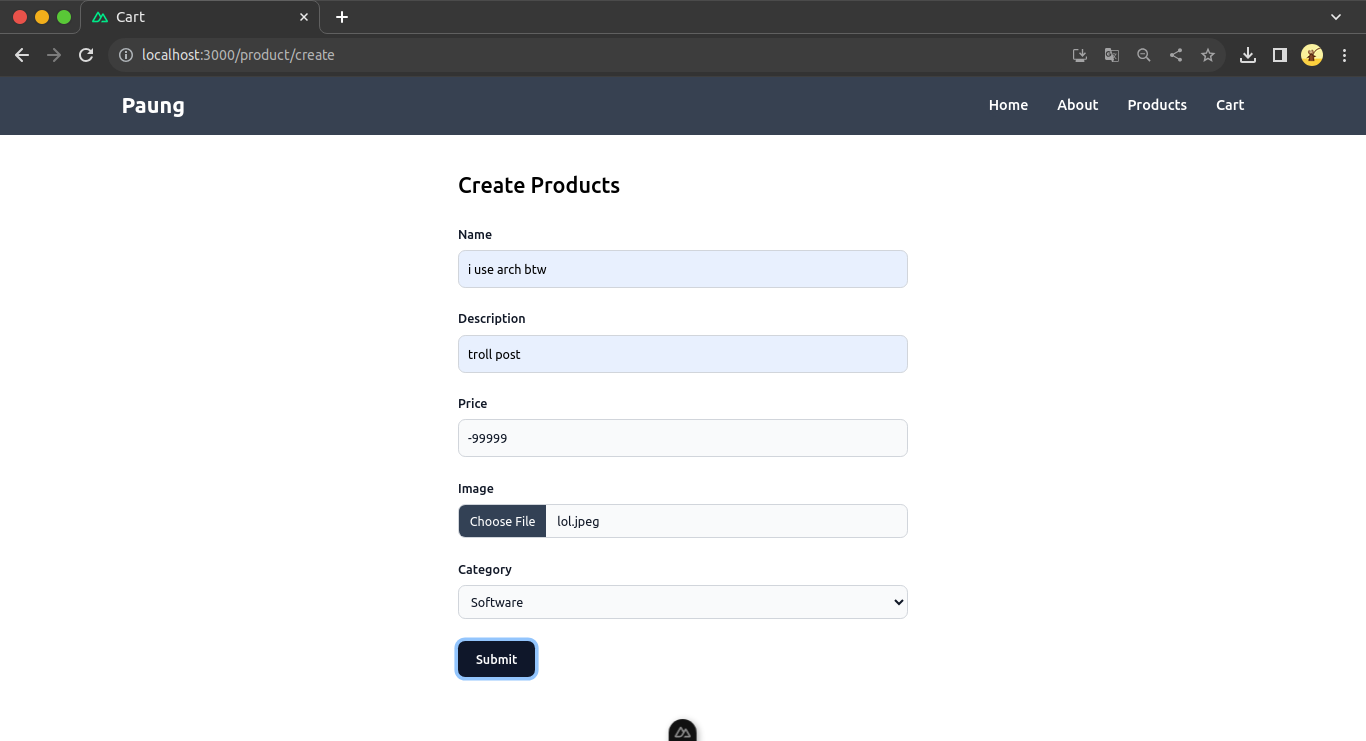 Cart
localhost:3000/product/create
Paung
Home About Products Cart
Create Products
Name
i use arch btw
Description
troll post
Price
-99999
Image
Choose File lol.jpeg
Category
Software
Submit